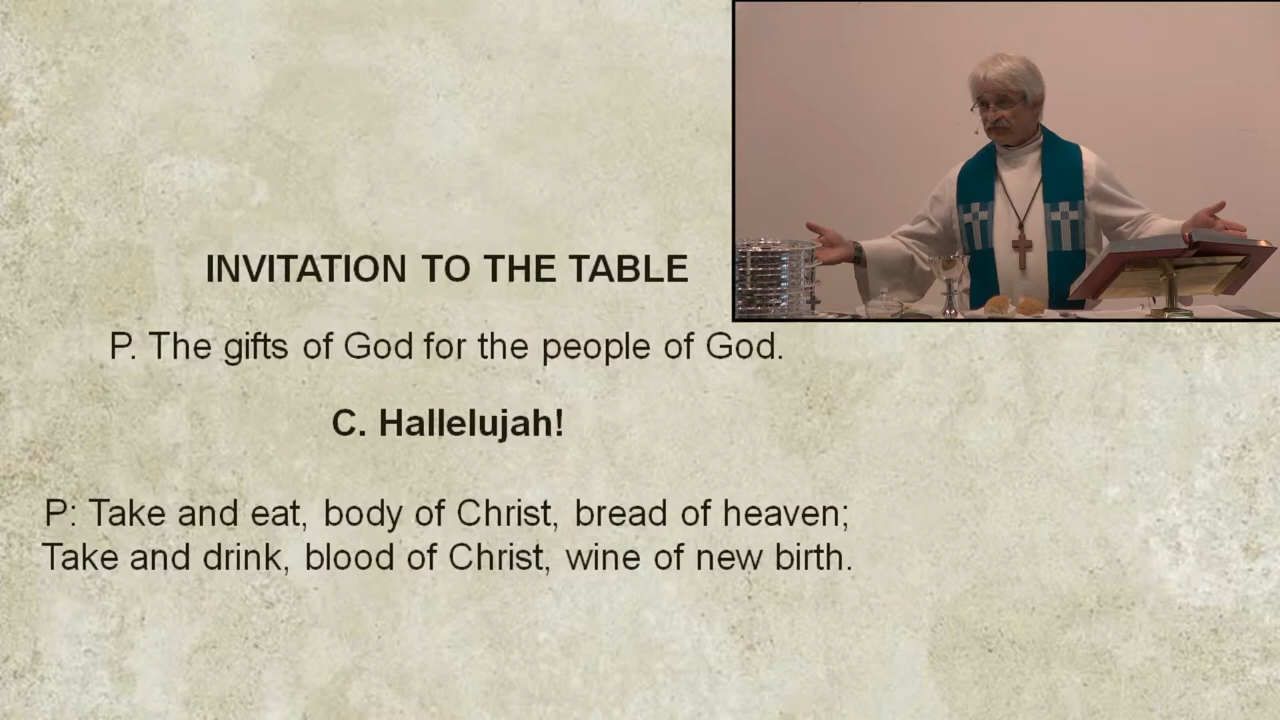 INVITATION TO THE TABLE
P. The gifts of God for the people of God.
C. Hallelujah!
P: Take and eat, body of Christ, bread of heaven;
Take and drink, blood of Christ, wine of new birth.